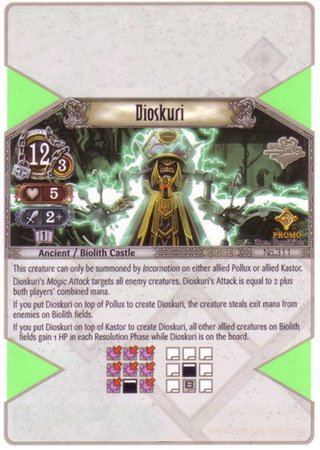 Dioskuri
12
3
5
2+
PROMO
Ancient / Biolith Castle
SCEI
No.311
This creature can only be summoned by Incarnation on either allied Pollux or allied Kastor.
Dioskuri's Magic Attack targets all enemy creatures. Dioskuri's Attack is equal to 2 plus
both players' combined mana.
If you put Dioskuri on top of Pollux to create Dioskuri, the creature steals exit mana from
enemies on Biolith fields.
If you put Dioskuri on top of Kastor to create Dioskuri, all other allied creatures on Biolith
fields gain 1 HP in each Resolution Phase while Dioskuri is on the board.
B